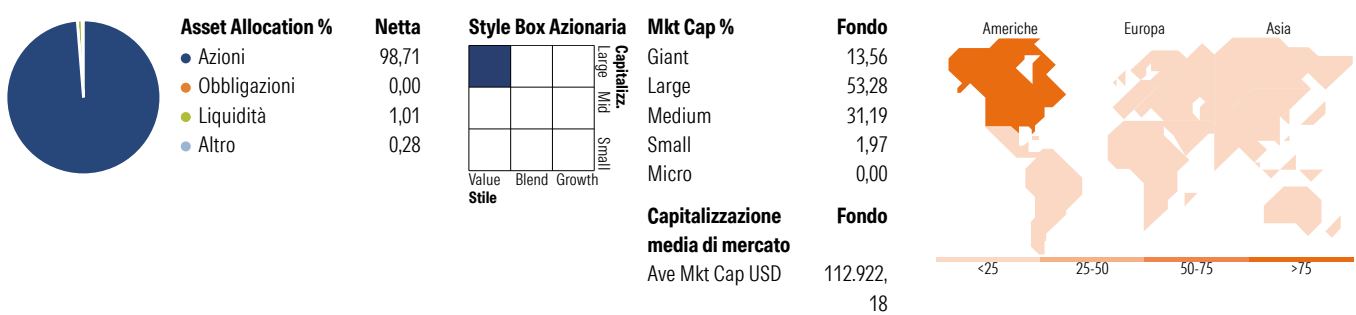 Asset Allocation % Netta
Azioni 98,71
Obbligazioni 0,00
Liquidità 1,01
Altro 0,28
Style Box Azionaria
Capitalizz.
Large Mid Small
Value Blend Growth
Stile
Mkt Cap % Fondo
Giant 13,56
Large 53,28
Medium 31,19
Small 1,97
Micro 0,00
Capitalizzazione Fondo
media di mercato
Ave Mkt Cap USD 112.922,
18
Americhe Europa Asia
<25 25-50 50-75 >75